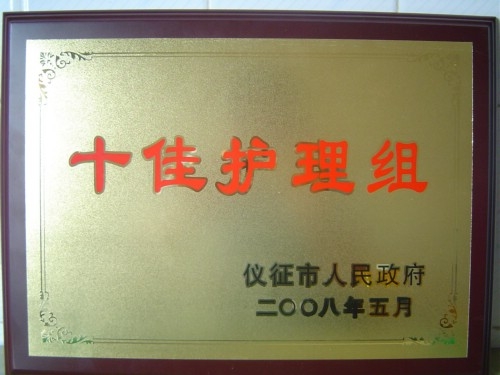 十佳护理组
仪征市人民政府
二〇〇八年五月